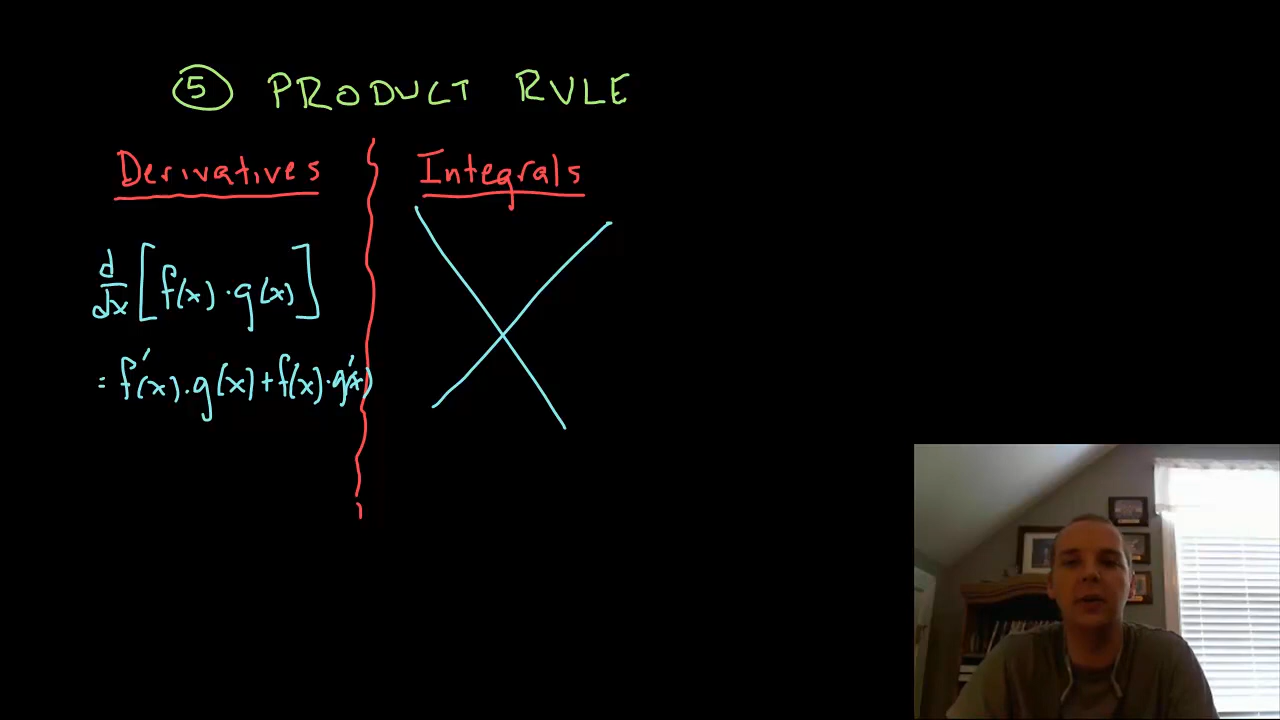 ⑤ PRODUCT RULE
Derivatives
Integrals
d/dx [f(x)·g(x)]
= f'(x)·g(x)+f(x)·g'(x)